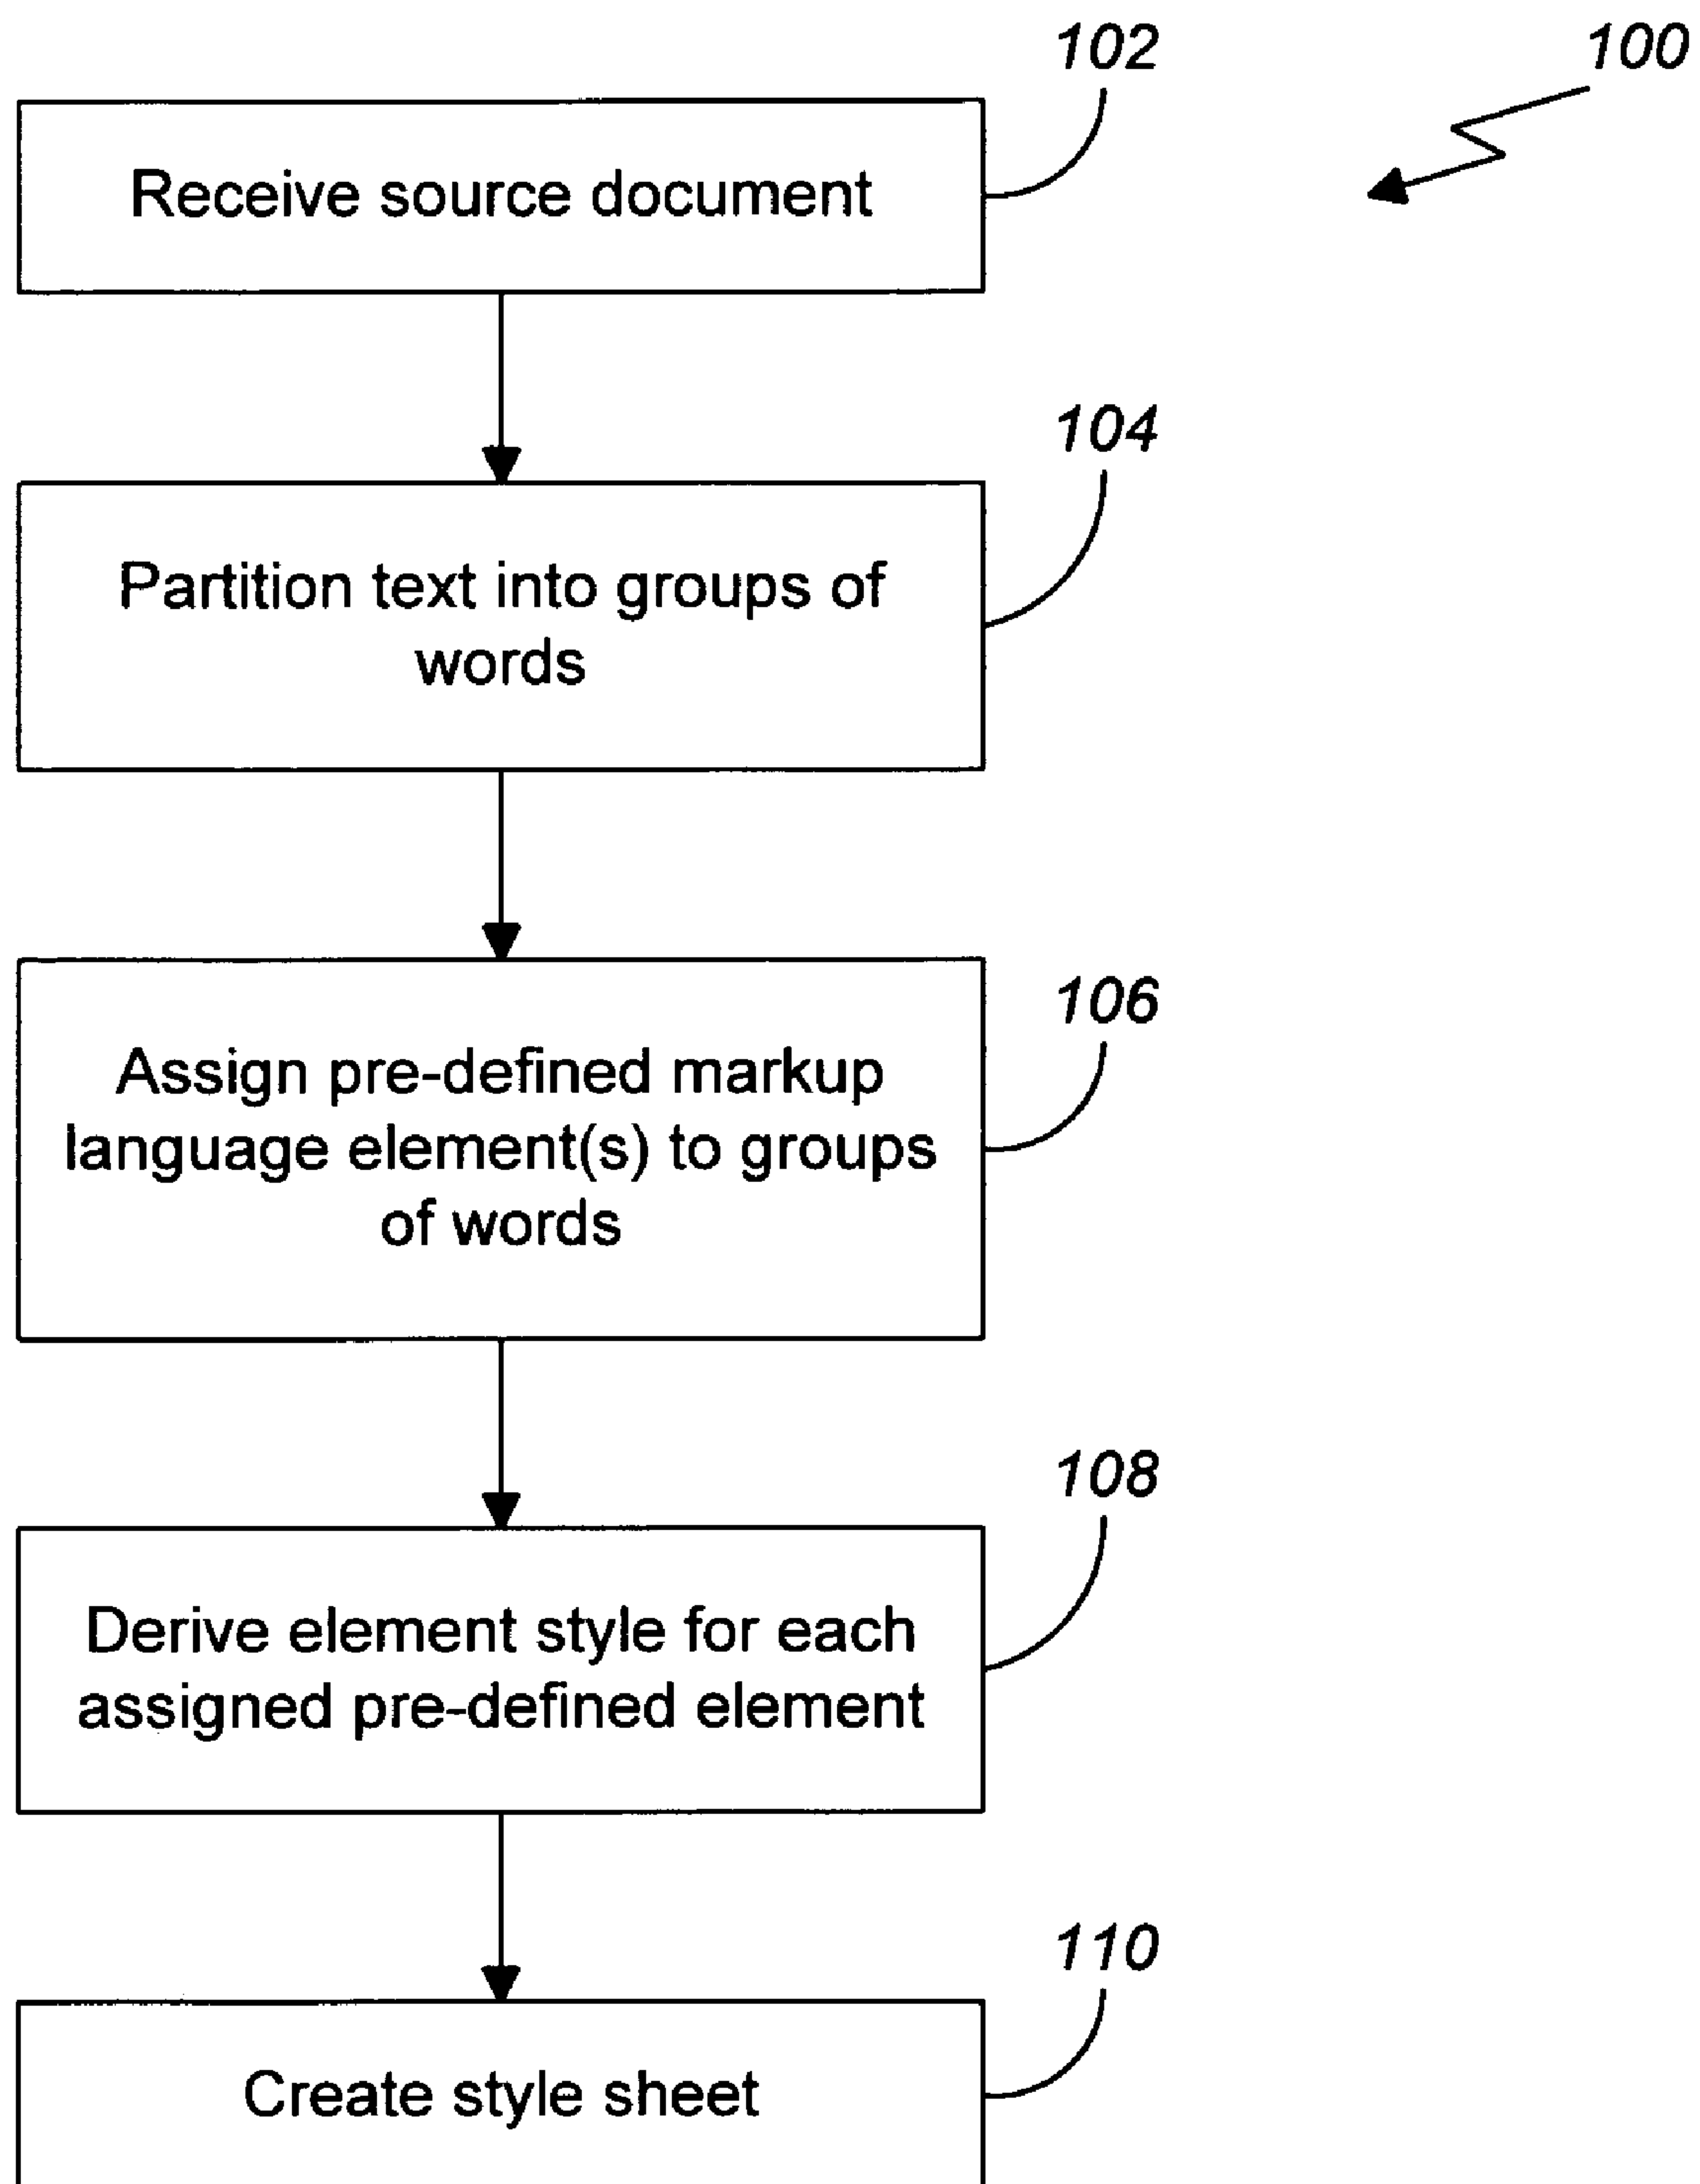 102
100
Receive source document
104
Partition text into groups of
words
106
Assign pre-defined markup
language element(s) to groups
of words
108
Derive element style for each
assigned pre-defined element
110
Create style sheet